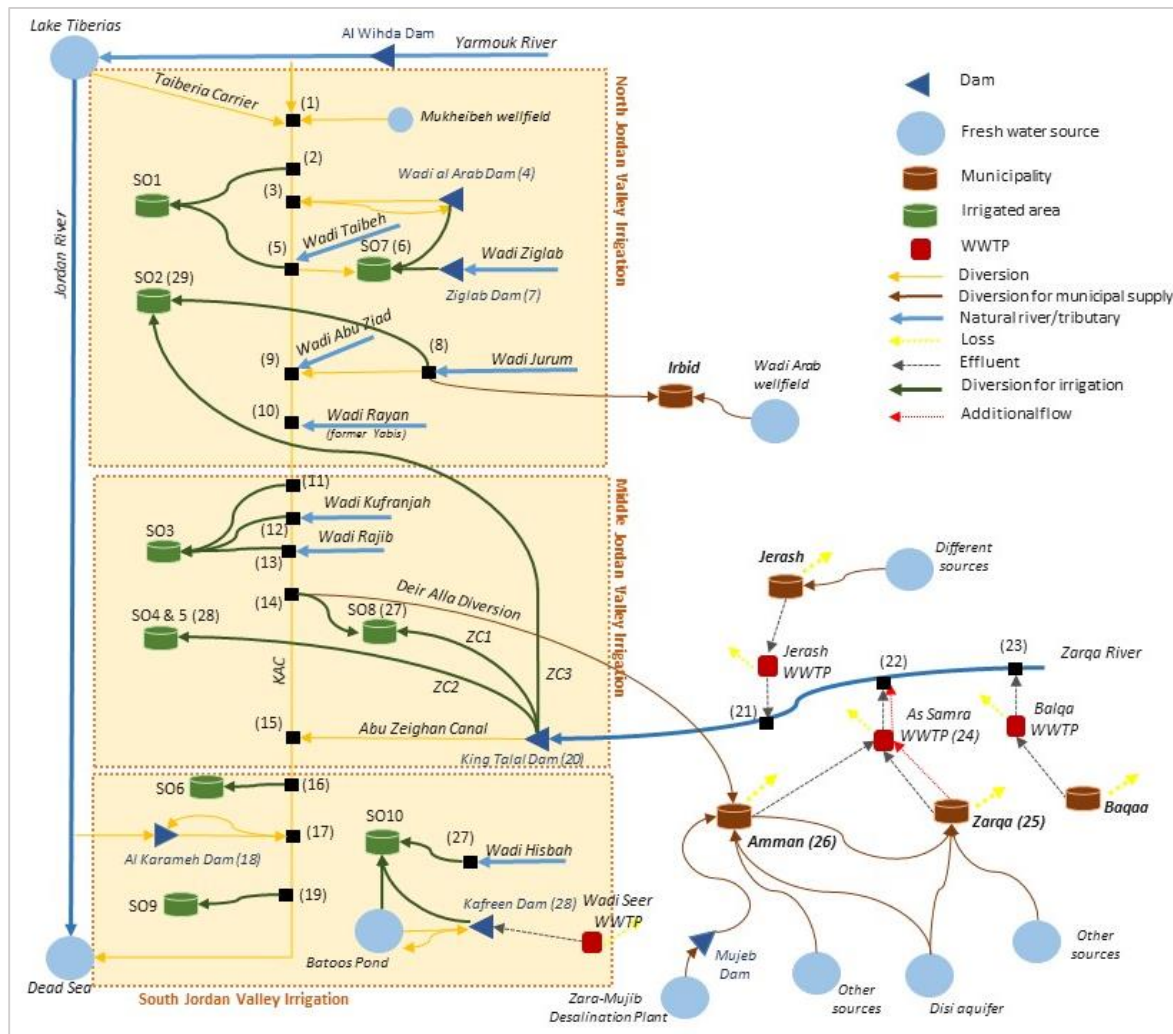 Lake Tiberias
Al Wihda Dam
Yarmouk River
Taiberia Carrier
(1)
Mukheibeh wellfield
(2)
SO1
(3)
Wadi al Arab Dam (4)
(5)
Wadi Taibeh
SO7 (6)
Wadi Ziglab
Ziglab Dam (7)
SO2 (29)
Wadi Abu Ziad
(9)
(8)
Wadi Jurum
(10)
Wadi Rayan
(former Yabis)
North Jordan Valley Irrigation
Jordan River
Irbid
Wadi Arab
wellfield
Dam
Fresh water source
Municipality
Irrigated area
WWTP
Diversion
Diversion for municipal supply
Natural river/tributary
Loss
Effluent
Diversion for irrigation
Additional flow
(11)
Wadi Kufranjah
SO3
(12)
Wadi Rajib
(13)
(14)
Deir Alla Diversion
SO4 & 5 (28)
SO8 (27)
ZC1
KAC
ZC2
ZC3
(15)
Abu Zeighan Canal
King Talal Dam (20)
Middle Jordan Valley Irrigation
Jerash
Different
sources
Jerash
WWTP
(21)
(22)
(23)
Zarqa River
As Samra
WWTP (24)
Balqa
WWTP
Amman (26)
Zarqa (25)
Baqaa
SO6
(16)
(17)
Al Karameh Dam (18)
SO10
(27)
Wadi Hisbah
SO9
(19)
Kafreen Dam (28)
Wadi Seer
WWTP
Batoos Pond
Dead Sea
South Jordan Valley Irrigation
Mujeb
Dam
Zara-Mujib
Desalination Plant
Other
sources
Disi aquifer
Other
sources